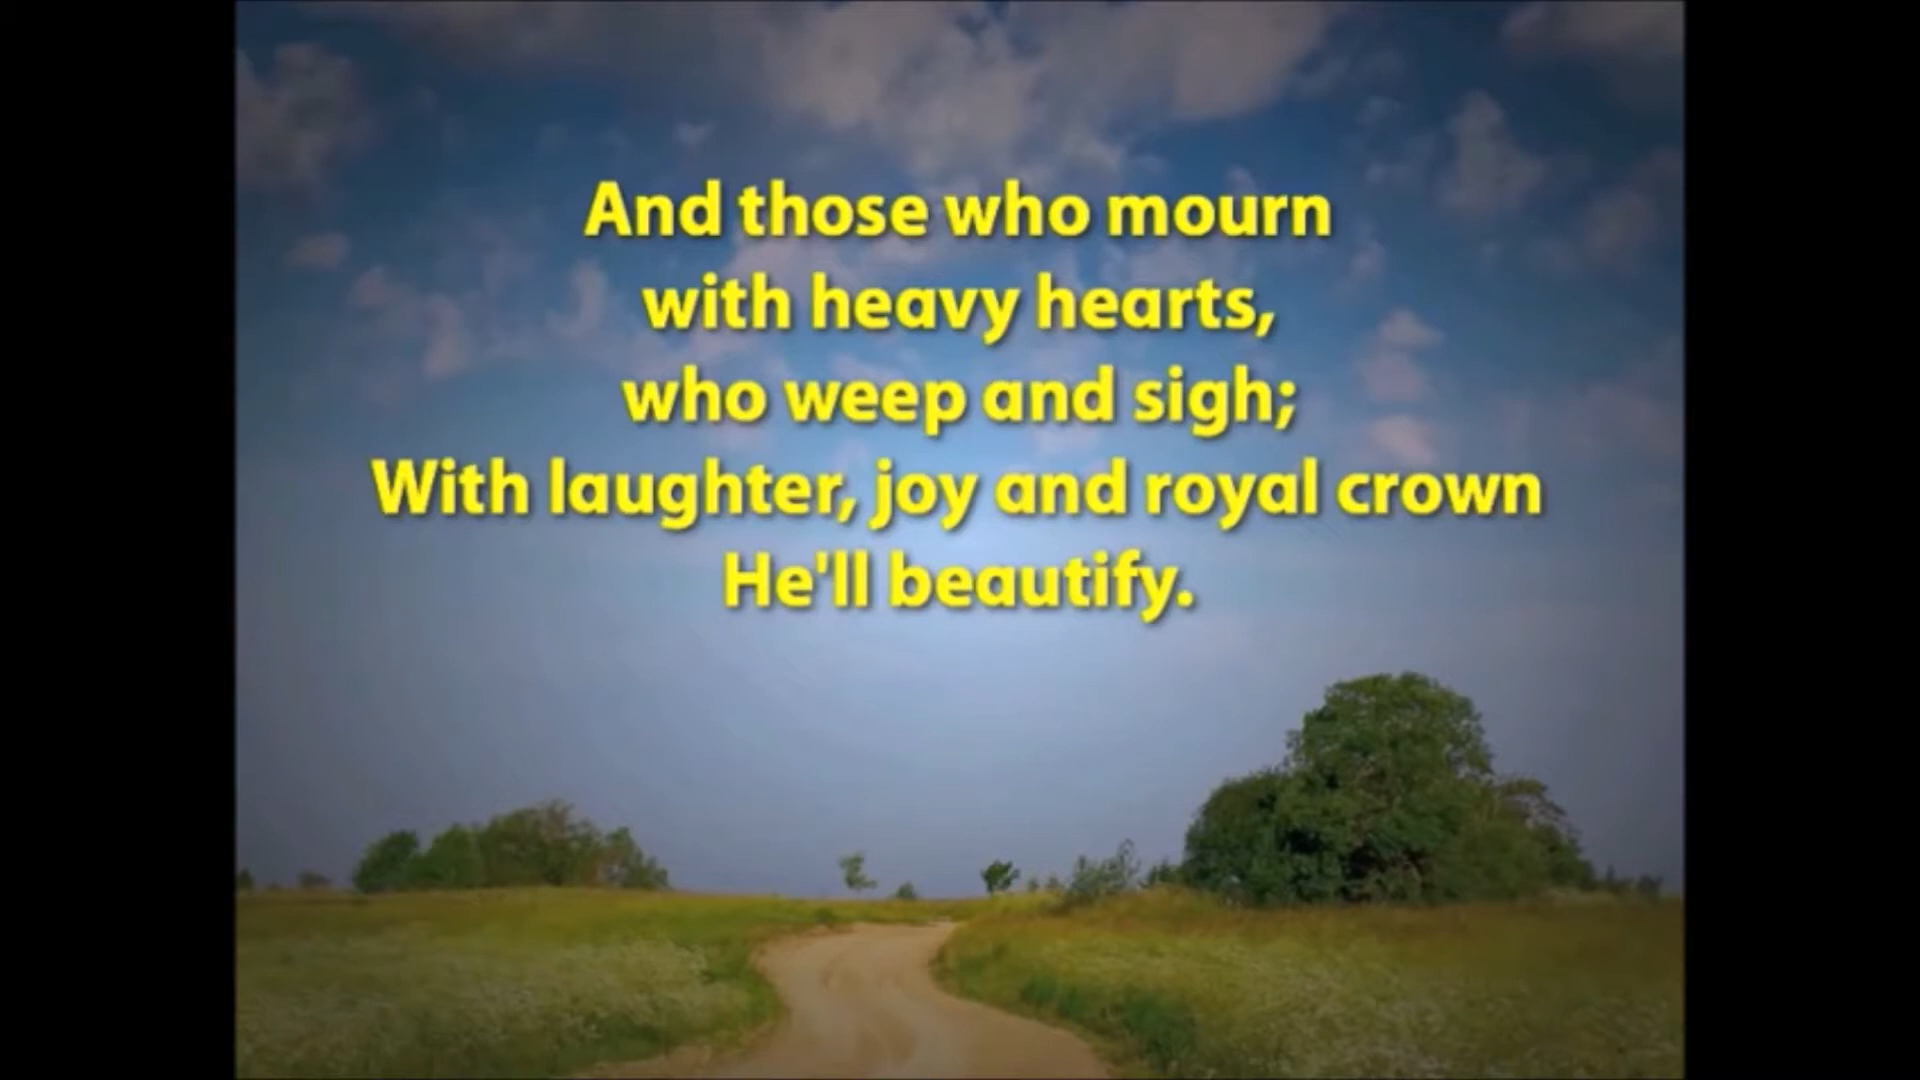 And those who mourn
with heavy hearts,
who weep and sigh;
With laughter, joy and royal crown
He'll beautify.